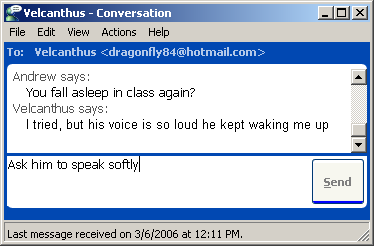 Velcanthus - Conversation
File Edit View Actions Help
To: Velcanthus <dragonfly84@hotmail.com>
Andrew says:
You fall asleep in class again?
Velcanthus says:
I tried, but his voice is so loud he kept waking me up
Ask him to speak softly
Send
Last message received on 3/6/2006 at 12:11 PM.